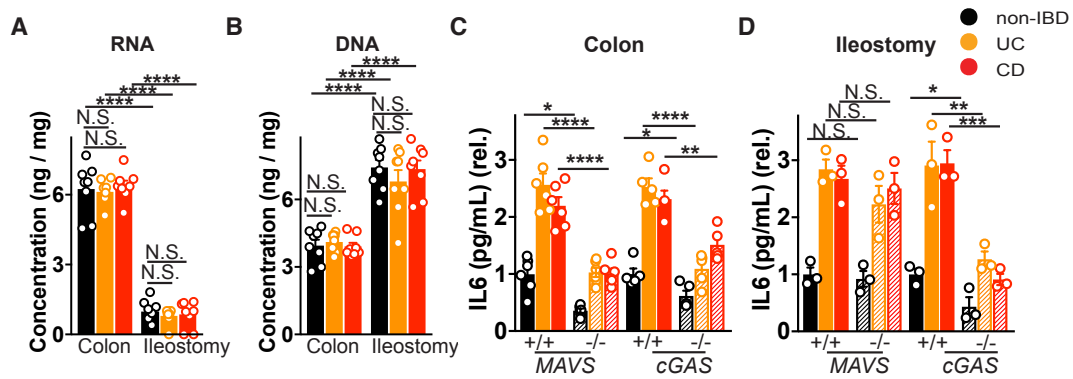 A
RNA
Concentration (ng / mg)
6
3
0
****
****
****
N.S.
N.S.
N.S.
N.S.
Colon
Ileostomy
B
DNA
Concentration (ng / mg)
6
3
0
****
****
****
N.S.
N.S.
N.S.
N.S.
Colon
Ileostomy
C
Colon
IL6 (pg/mL) (rel.)
3
2
1
0
*
****
****
****
*
**
+/+
-/-
+/+
-/-
MAVS
cGAS
D
Ileostomy
IL6 (pg/mL) (rel.)
3
2
1
0
N.S.
N.S.
N.S.
*
**
***
+/+
-/-
+/+
-/-
MAVS
cGAS
non-IBD
UC
CD